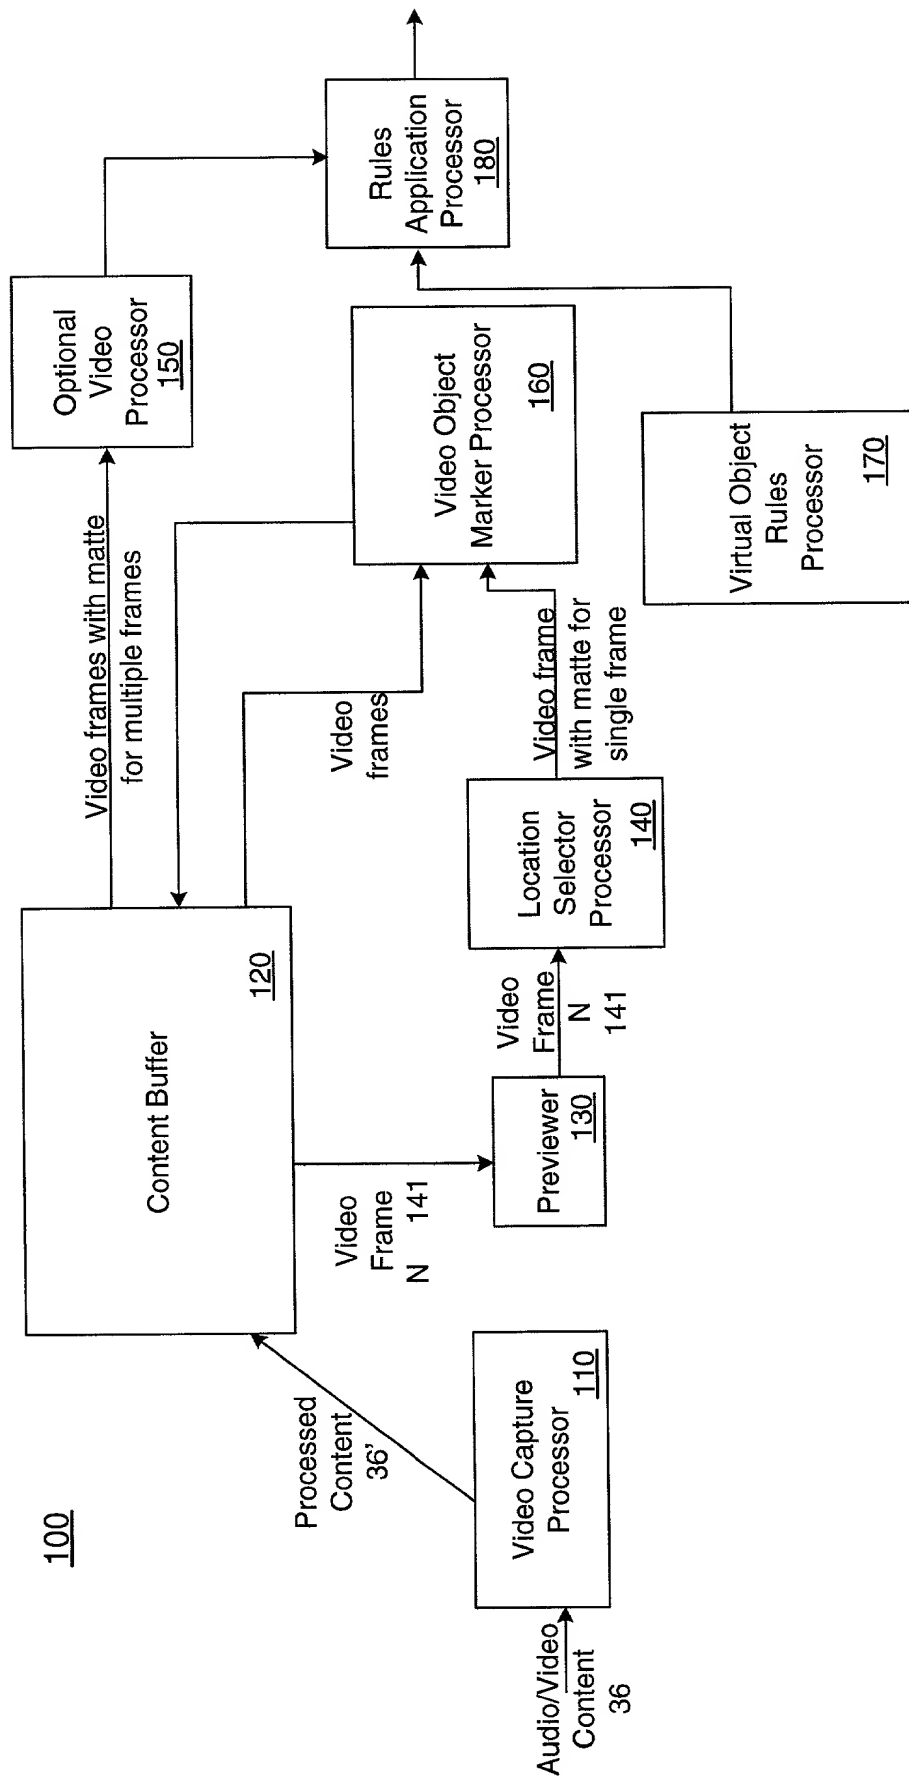 100
Audio/Video
Content
36
Video Capture
Processor
110
Processed
Content
36'
Content Buffer
120
Video
Frame
N 141
Previewer
130
Video
Frame
N
141
Location
Selector
Processor
140
Video frame
with matte for
single frame
Video
frames
Video frames with matte
for multiple frames
Video Object
Marker Processor
160
Optional
Video
Processor
150
Virtual Object
Rules
Processor
170
Rules
Application
Processor
180